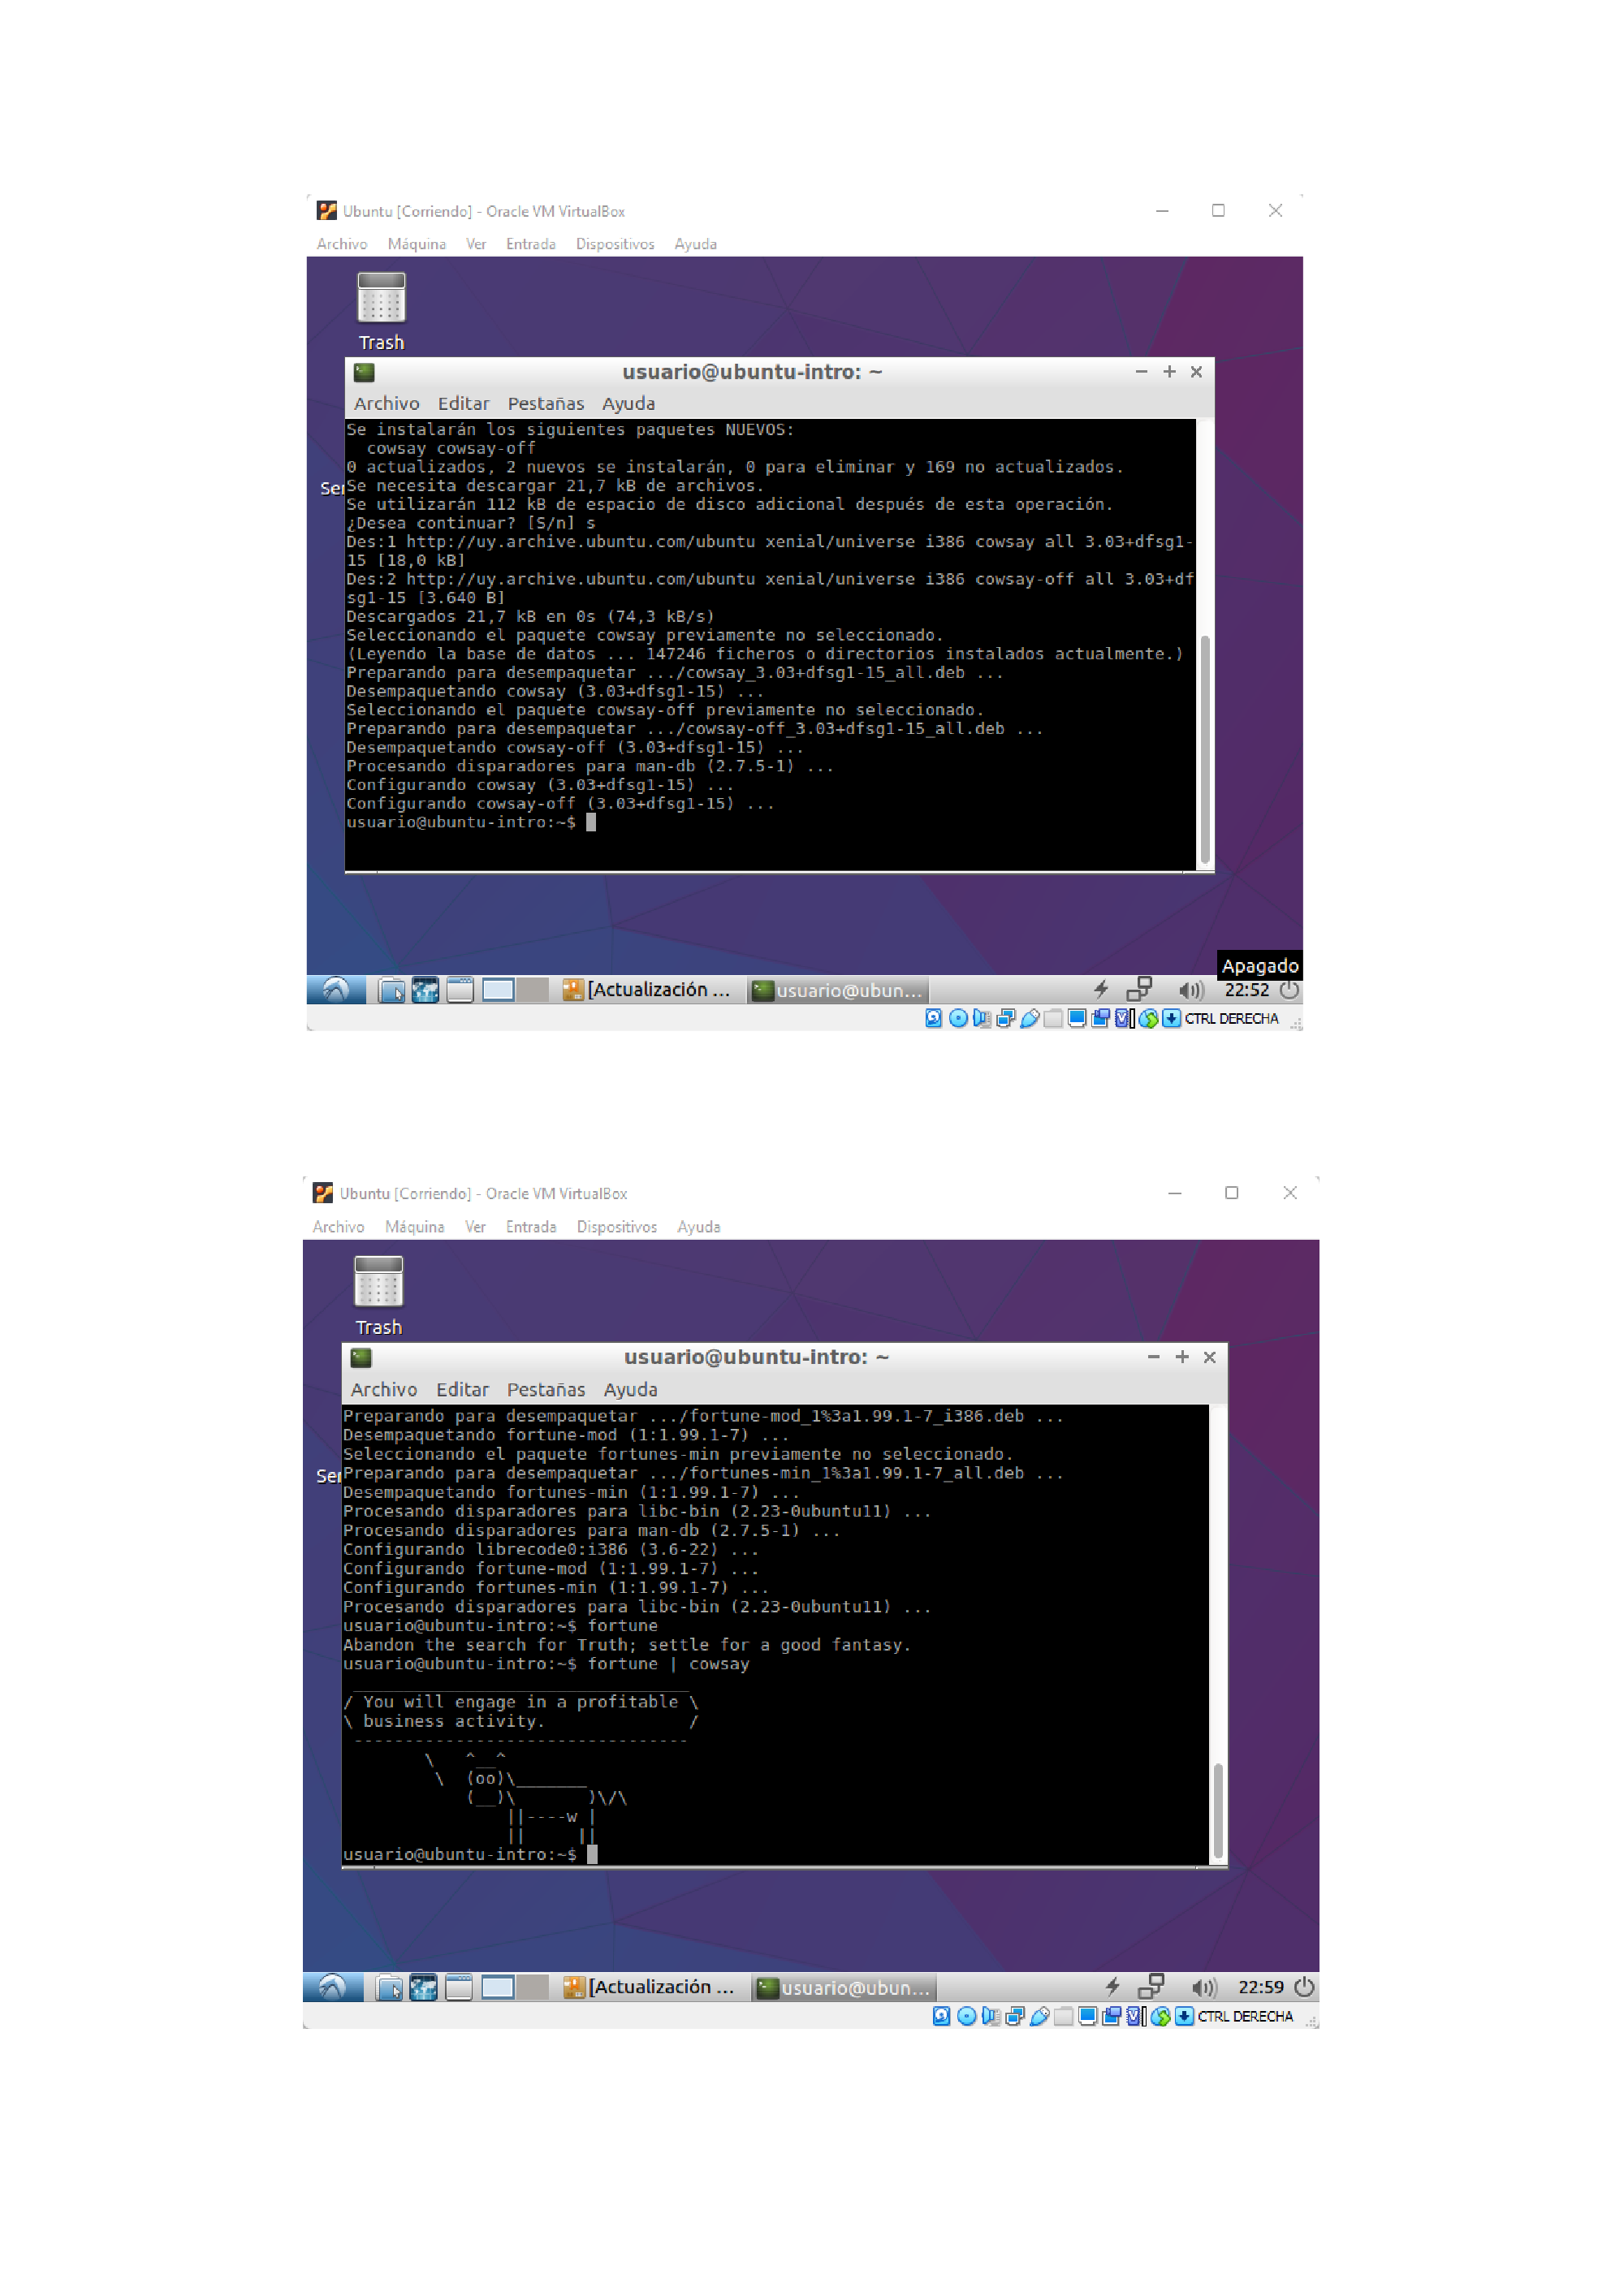 Ubuntu [Corriendo] - Oracle VM VirtualBox
Archivo Máquina Ver Entrada Dispositivos Ayuda
Trash
usuario@ubuntu-intro: ~
Archivo Editar Pestañas Ayuda
Se instalarán los siguientes paquetes NUEVOS:
  cowsay cowsay-off
0 actualizados, 2 nuevos se instalarán, 0 para eliminar y 169 no actualizados.
Ser
Se necesita descargar 21,7 kB de archivos.
Se utilizarán 112 kB de espacio de disco adicional después de esta operación.
¿Desea continuar? [S/n] s
Des:1 http://uy.archive.ubuntu.com/ubuntu xenial/universe i386 cowsay all 3.03+dfsg1-
15 [18,0 kB]
Des:2 http://uy.archive.ubuntu.com/ubuntu xenial/universe i386 cowsay-off all 3.03+df
sg1-15 [3.640 B]
Descargados 21,7 kB en 0s (74,3 kB/s)
Seleccionando el paquete cowsay previamente no seleccionado.
(Leyendo la base de datos ... 147246 ficheros o directorios instalados actualmente.)
Preparando para desempaquetar .../cowsay_3.03+dfsg1-15_all.deb ...
Desempaquetando cowsay (3.03+dfsg1-15) ...
Seleccionando el paquete cowsay-off previamente no seleccionado.
Preparando para desempaquetar .../cowsay-off_3.03+dfsg1-15_all.deb ...
Desempaquetando cowsay-off (3.03+dfsg1-15) ...
Procesando disparadores para man-db (2.7.5-1) ...
Configurando cowsay (3.03+dfsg1-15) ...
Configurando cowsay-off (3.03+dfsg1-15) ...
usuario@ubuntu-intro:~$
Apagado
[Actualización ... usuario@ubun... 22:52
CTRL DERECHA
Ubuntu [Corriendo] - Oracle VM VirtualBox
Archivo Máquina Ver Entrada Dispositivos Ayuda
Trash
usuario@ubuntu-intro: ~
Archivo Editar Pestañas Ayuda
Preparando para desempaquetar .../fortune-mod_1%3a1.99.1-7_i386.deb ...
Desempaquetando fortune-mod (1:1.99.1-7) ...
Seleccionando el paquete fortunes-min previamente no seleccionado.
Ser
Preparando para desempaquetar .../fortunes-min_1%3a1.99.1-7_all.deb ...
Desempaquetando fortunes-min (1:1.99.1-7) ...
Procesando disparadores para libc-bin (2.23-0ubuntu11) ...
Procesando disparadores para man-db (2.7.5-1) ...
Configurando librecode0:i386 (3.6-22) ...
Configurando fortune-mod (1:1.99.1-7) ...
Configurando fortunes-min (1:1.99.1-7) ...
Procesando disparadores para libc-bin (2.23-0ubuntu11) ...
usuario@ubuntu-intro:~$ fortune
Abandon the search for Truth; settle for a good fantasy.
usuario@ubuntu-intro:~$ fortune | cowsay
 _________________________________
/ You will engage in a profitable \
\ business activity.              /
 ---------------------------------
        \   ^__^
         \  (oo)\_______
            (__)\       )\/\
                ||----w |
                ||     ||
usuario@ubuntu-intro:~$
[Actualización ... usuario@ubun... 22:59
CTRL DERECHA